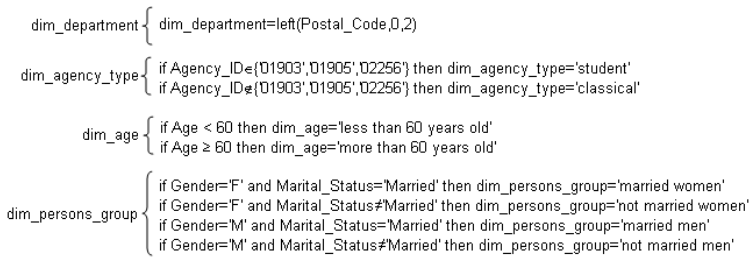 dim_department { dim_department=left(Postal_Code,0,2)
dim_agency_type { if Agency_ID∈{'01903','01905','02256'} then dim_agency_type='student'
if Agency_ID∉{'01903','01905','02256'} then dim_agency_type='classical'
dim_age { if Age < 60 then dim_age='less than 60 years old'
if Age ≥ 60 then dim_age='more than 60 years old'
dim_persons_group { if Gender='F' and Marital_Status='Married' then dim_persons_group='married women'
if Gender='F' and Marital_Status≠'Married' then dim_persons_group='not married women'
if Gender='M' and Marital_Status='Married' then dim_persons_group='married men'
if Gender='M' and Marital_Status≠'Married' then dim_persons_group='not married men'